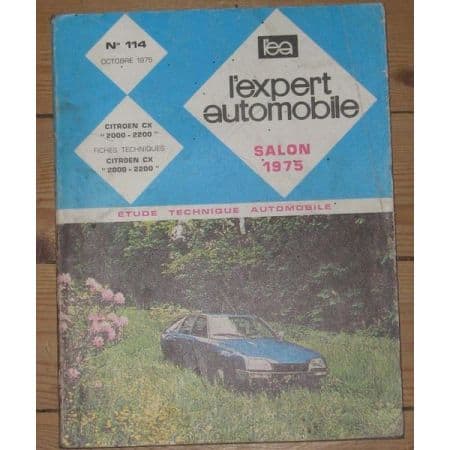 N° 114
OCTOBRE 1975
CITROEN CX
"2000 - 2200"
FICHES TECHNIQUES
CITROEN CX
"2000 - 2200"
l'ea
l'expert
automobile
SALON
1975
ETUDE TECHNIQUE AUTOMOBILE